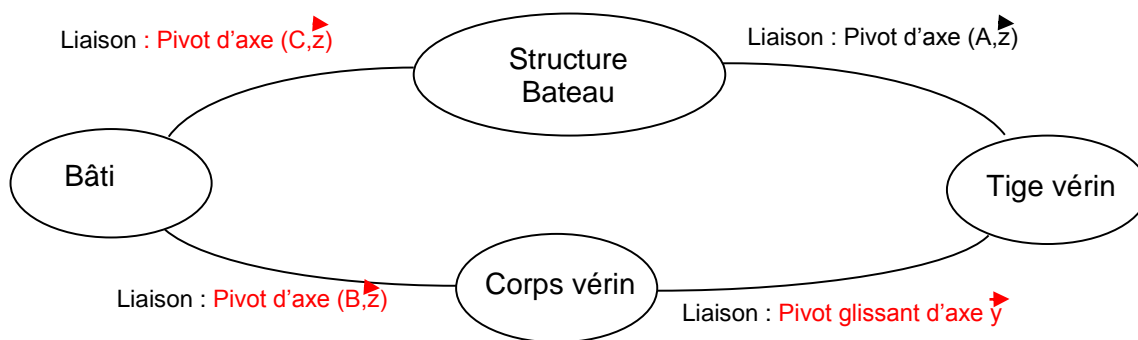 Liaison : Pivot d'axe (C,z)
Liaison : Pivot d'axe (A,z)
Structure
Bateau
Bâti
Tige vérin
Corps vérin
Liaison : Pivot d'axe (B,z)
Liaison : Pivot glissant d'axe y